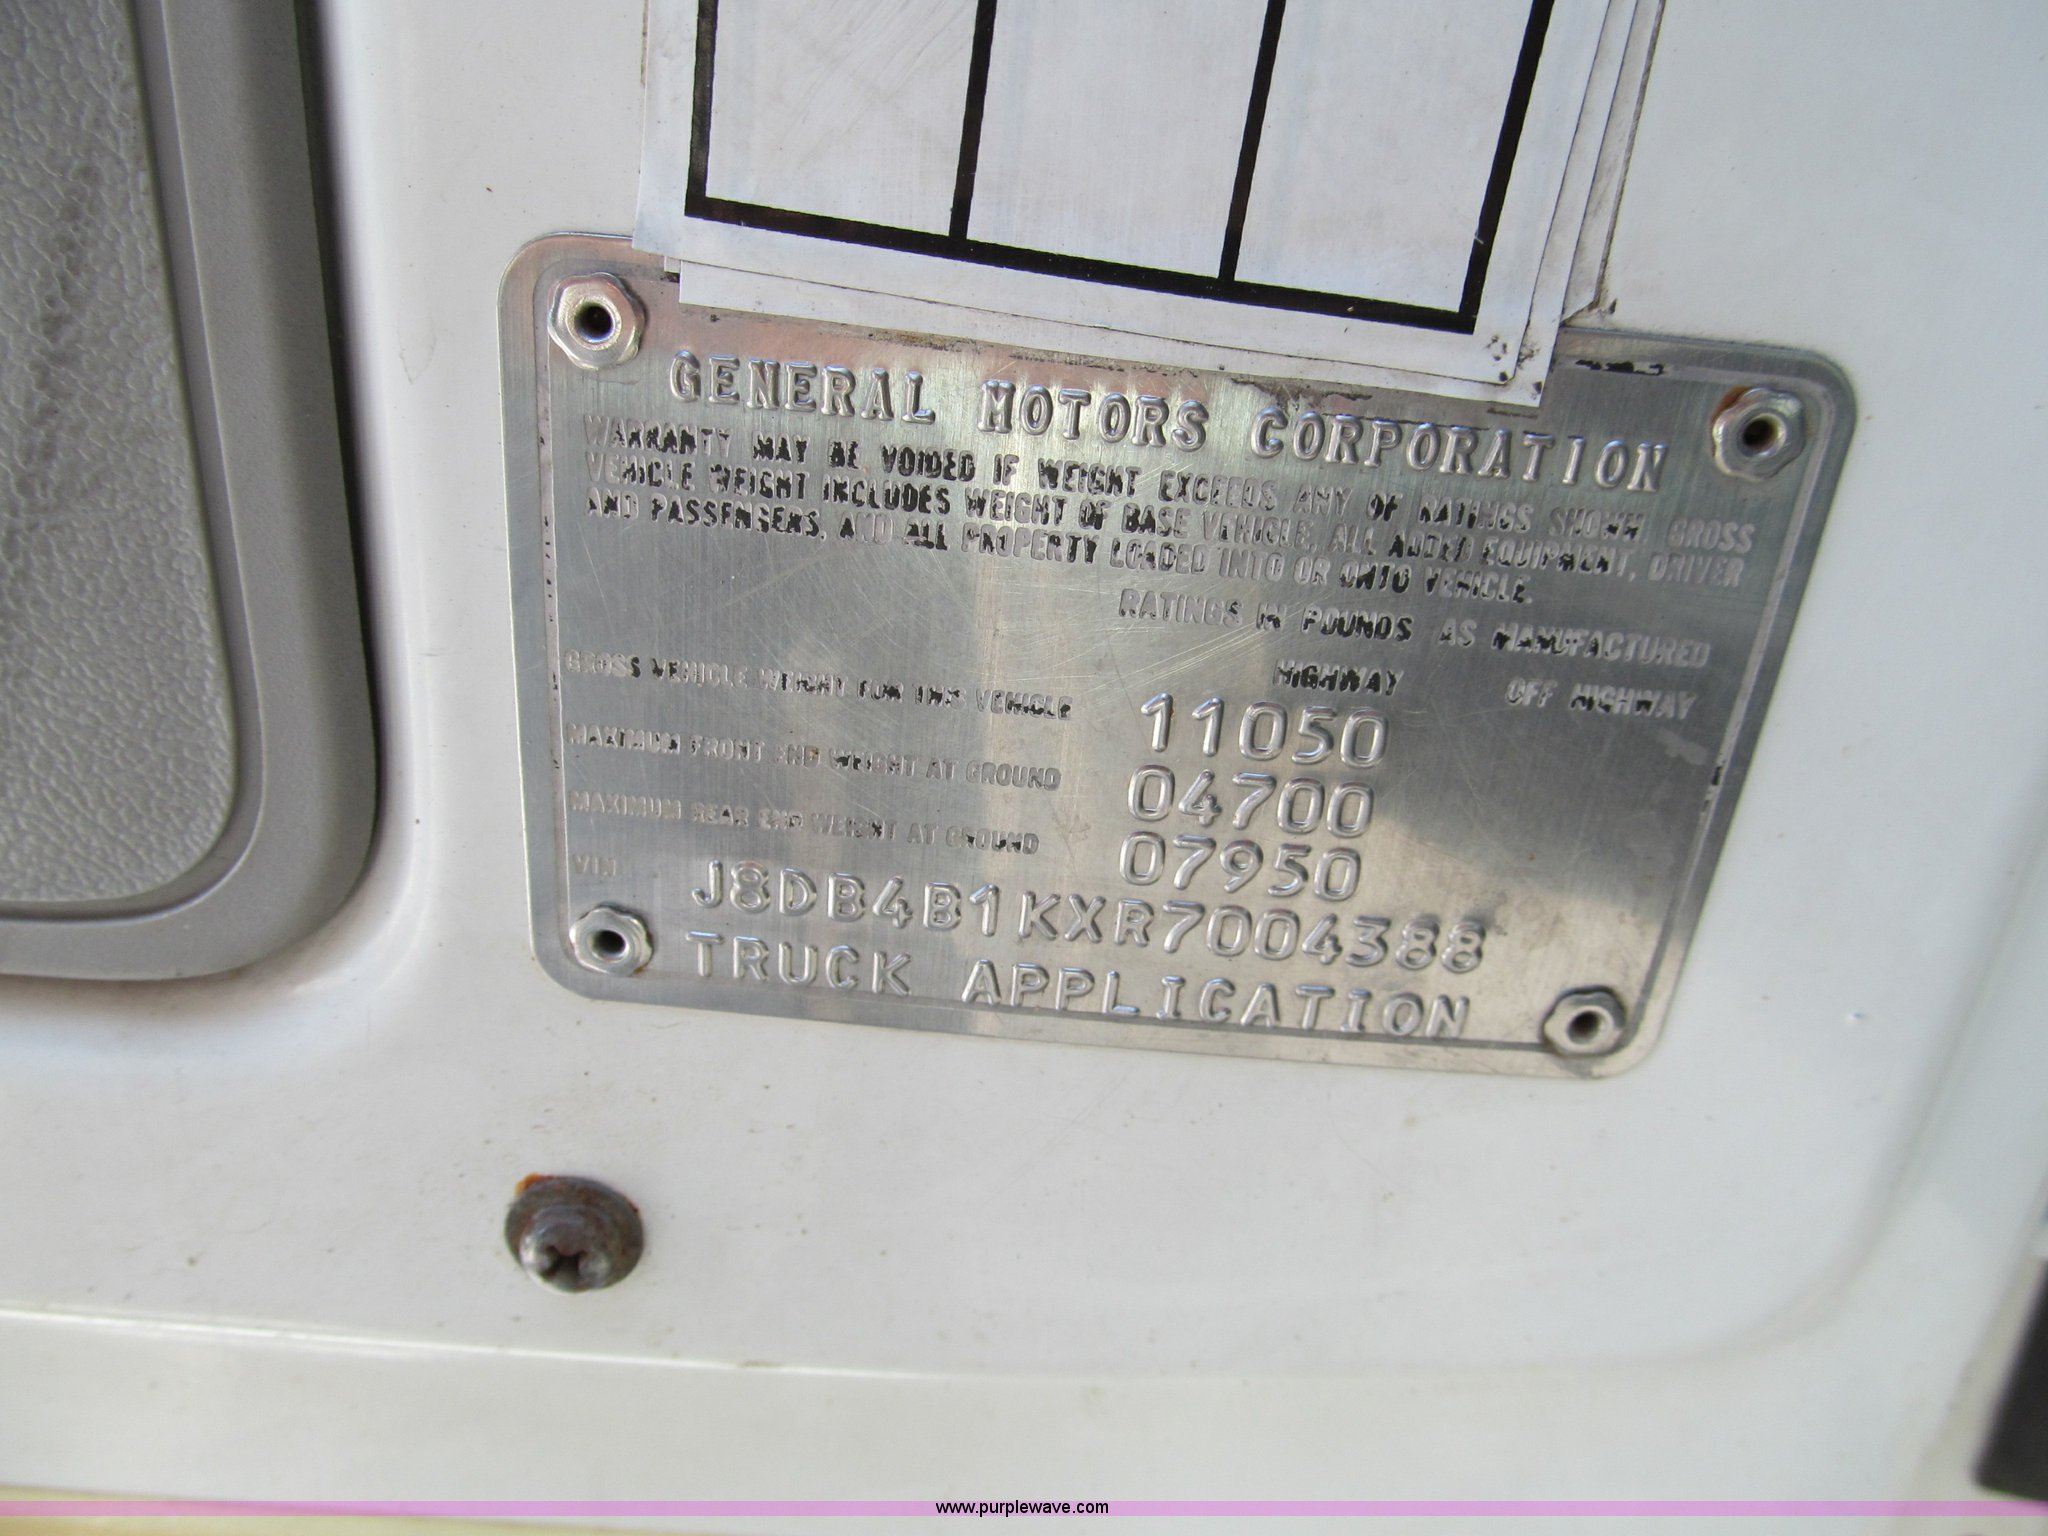 GENERAL MOTORS CORPORATION
WARRANTY MAY BE VOIDED IF WEIGHT EXCEEDS ANY OF RATINGS SHOWN. GROSS
VEHICLE WEIGHT INCLUDES WEIGHT OF BASE VEHICLE, ALL ADDED EQUIPMENT, DRIVER
AND PASSENGERS, AND ALL PROPERTY LOADED INTO OR ONTO VEHICLE.
RATINGS IN POUNDS AS MANUFACTURED
HIGHWAY OFF HIGHWAY
GROSS VEHICLE WEIGHT FOR THIS VEHICLE 11050
MAXIMUM FRONT END WEIGHT AT GROUND 04700
MAXIMUM REAR END WEIGHT AT GROUND 07950
VIN J8DB4B1KXR7004388
TRUCK APPLICATION
www.purplewave.com